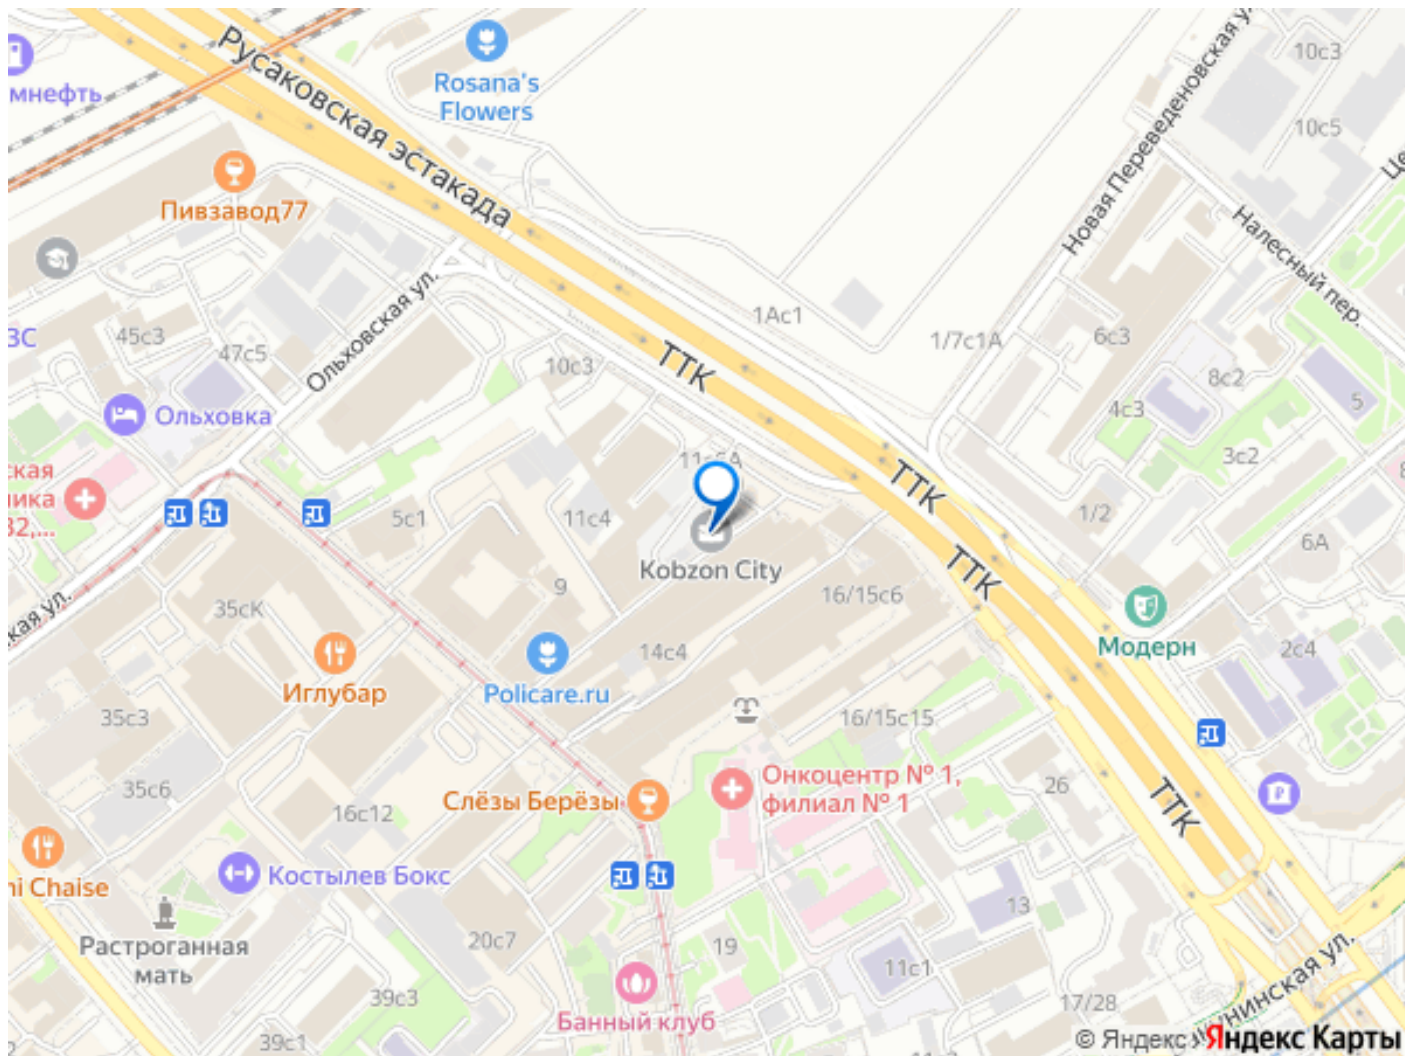 Rosana's
Flowers
Русаковская эстакада
мнефть
Пивзавод77
Новая Переведеновская у
10с3
10с5
Налесный пер.
Ольховская ул.
45с3
47с5
10с3
ТТК
1Ас1
1/7с1А
6с3
8с2
4с3
5
3с2
Ольховка
5с1
11с4
Kobzon City
ТТК
ТТК
1/2
6А
16/15с6
Модерн
2с4
9
35сК
14с4
Иглубар
Policare.ru
35с3
16/15с15
35с6
16с12
Слёзы Берёзы
Онкоцентр № 1,
филиал № 1
26
ТТК
ni Chaise
Костылев Бокс
Растроганная
мать
20с7
19
13
11с1
39с3
17/28
Банный клуб
39с1
© Яндекс
Яндекс Карты